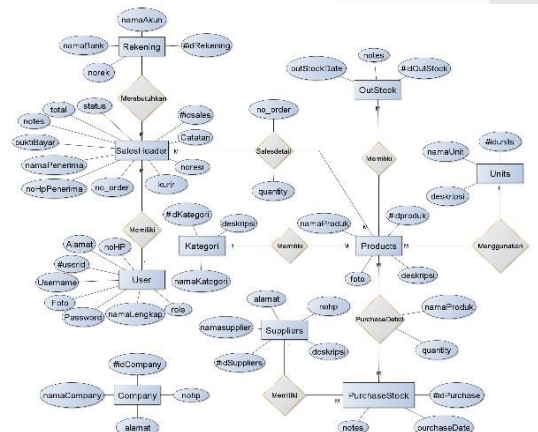 namaAkun
namaBank
Rekening
#idRekening
norek
Membutuhkan
notes
outStockDate
#idOutStock
OutStock
total
status
notes
#idsales
buktiBayar
Catatan
SalesHeader
M
namaPenerima
noresi
noHpPenerima
no_order
kurir
no_order
Salesdetail
quantity
Memiliki
namaUnit
#idunits
Units
deskripsi
#idKategori
deskripsi
Kategori
Memiliki
namaKategori
namaProduk
#idproduk
M
Products
M
Menggunakan
foto
deskripsi
Memiliki
Alamat
noHP
#userid
Username
User
Foto
Password
namaLengkap
role
alamat
nohp
namasupplier
Suppliers
#idSuppliers
deskripsi
PurchaseDetail
namaProduk
quantity
#idCompany
namaCompany
Company
nohp
alamat
Memiliki
M
PurchaseStock
#idPurchase
notes
purchaseDate